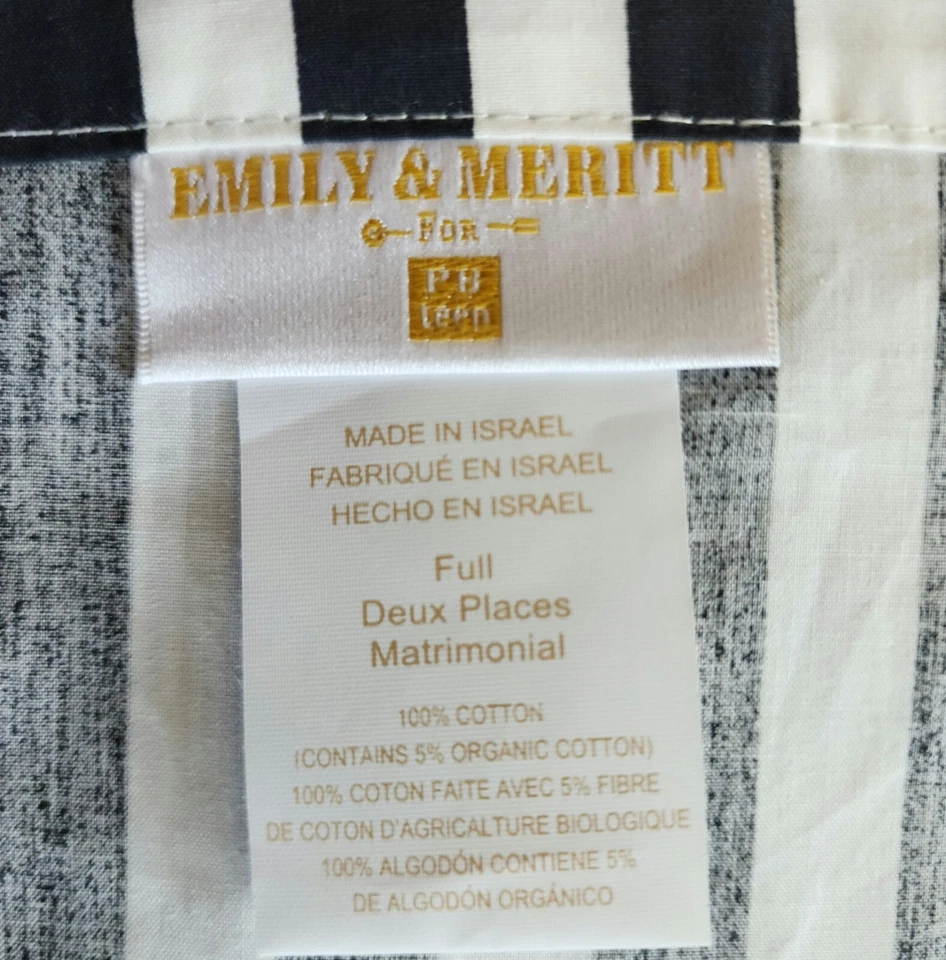 EMILY & MERITT
FOR
PB
teen
MADE IN ISRAEL
FABRIQUÉ EN ISRAEL
HECHO EN ISRAEL
Full
Deux Places
Matrimonial
100% COTTON
(CONTAINS 5% ORGANIC COTTON)
100% COTON FAITE AVEC 5% FIBRE
DE COTON D'AGRICALTURE BIOLOGIQUE
100% ALGODÓN CONTIENE 5%
DE ALGODÓN ORGÁNICO